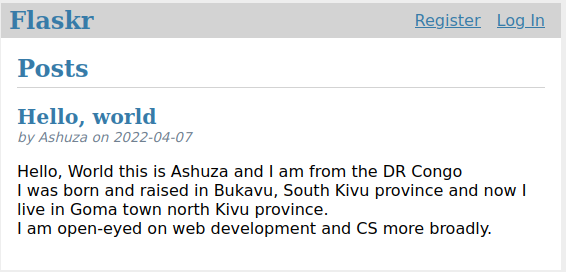 Flaskr
Register Log In
Posts
Hello, world
by Ashuza on 2022-04-07
Hello, World this is Ashuza and I am from the DR Congo
I was born and raised in Bukavu, South Kivu province and now I
live in Goma town north Kivu province.
I am open-eyed on web development and CS more broadly.